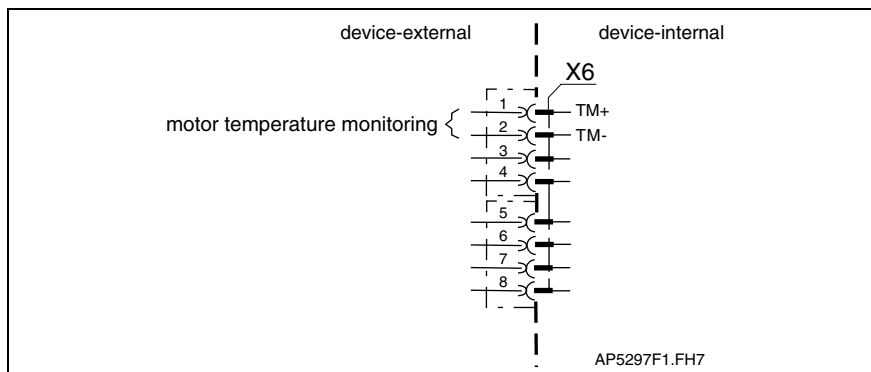 device-external
device-internal
X6
1
TM+
motor temperature monitoring
2
TM-
3
4
5
6
7
8
AP5297F1.FH7